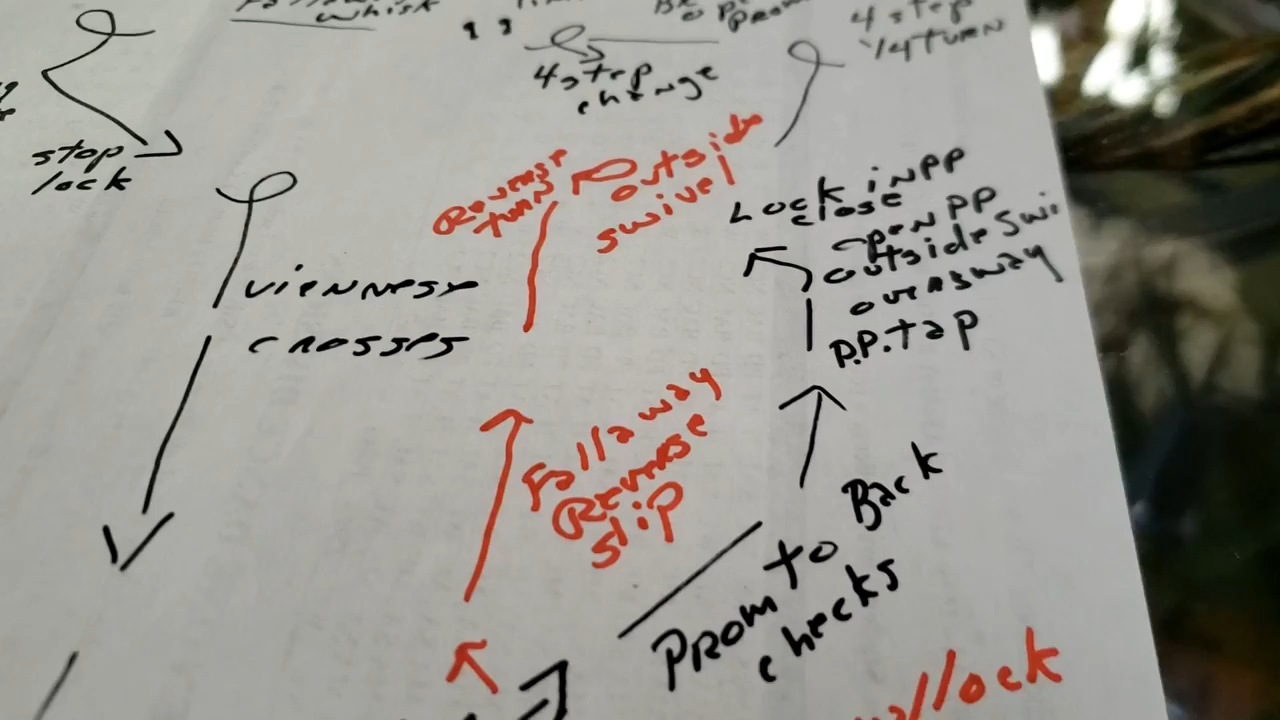 whisk
4 step
1/4 TURN
4 step
change
stop
lock
Reverse
turn
outside
swivel
Lock in PP
close
open PP
outside swi
oversway
P.P. tap
Viennese
crosses
Fallaway
Reverse
slip
Prom to Back
checks
lock